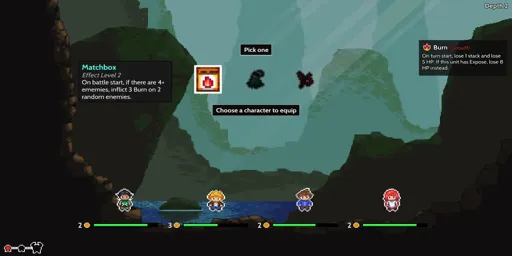 Depth 2
Pick one
Matchbox
Effect Level 2
On battle start, if there are 4+
ememies, inflict 3 Burn on 2
random enemies.
Burn
On turn start, lose 1 stack and lose
5 HP. If this unit has Expose, lose 8
HP instead.
Choose a character to equip
2
3
2
2